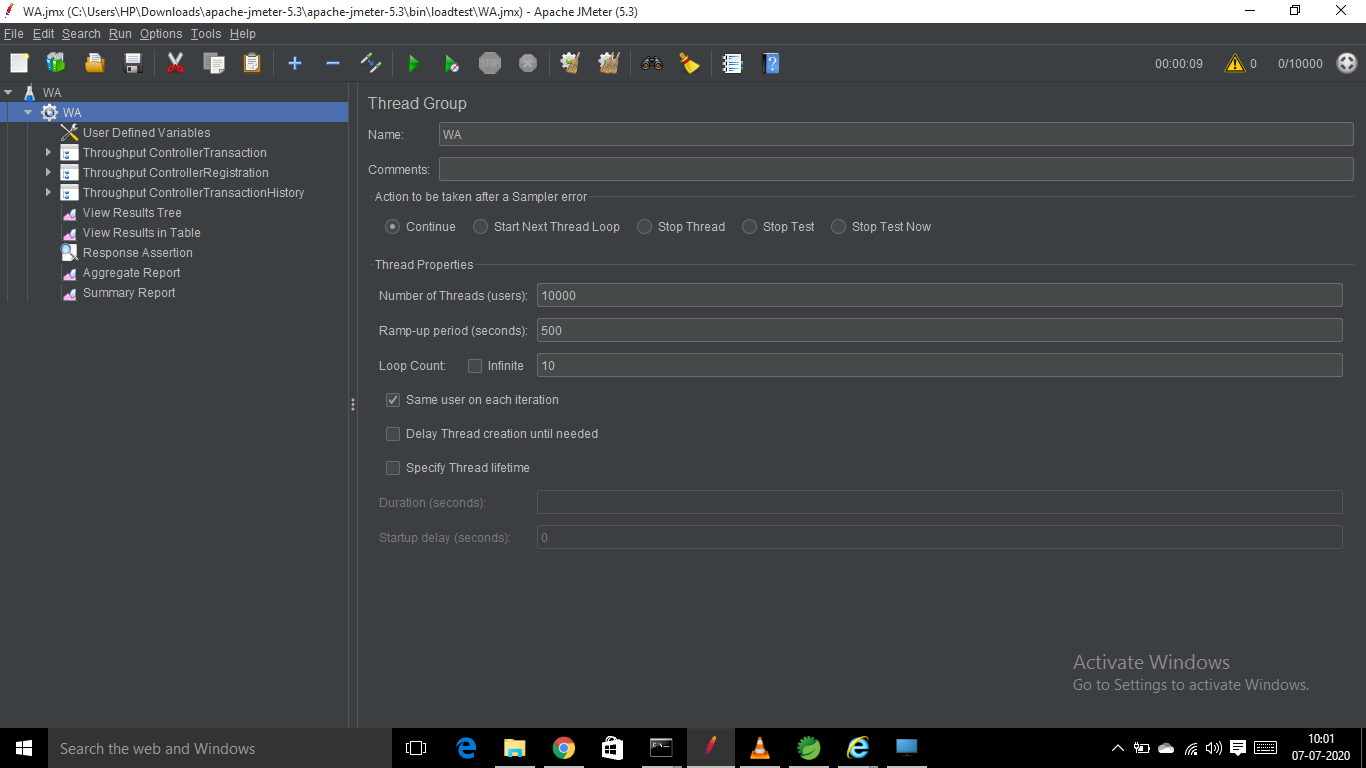 WA.jmx (C:\Users\HP\Downloads\apache-jmeter-5.3\apache-jmeter-5.3\bin\loadtest\WA.jmx) - Apache JMeter (5.3)
File Edit Search Run Options Tools Help
STOP 00:00:09 0 0/10000
WA
WA
User Defined Variables
Throughput ControllerTransaction
Throughput ControllerRegistration
Throughput ControllerTransactionHistory
View Results Tree
View Results in Table
Response Assertion
Aggregate Report
Summary Report
Thread Group
Name: WA
Comments:
Action to be taken after a Sampler error
Continue Start Next Thread Loop Stop Thread Stop Test Stop Test Now
Thread Properties
Number of Threads (users): 10000
Ramp-up period (seconds): 500
Loop Count: Infinite 10
Same user on each iteration
Delay Thread creation until needed
Specify Thread lifetime
Duration (seconds):
Startup delay (seconds): 0
Activate Windows
Go to Settings to activate Windows.
Search the web and Windows
10:01
07-07-2020